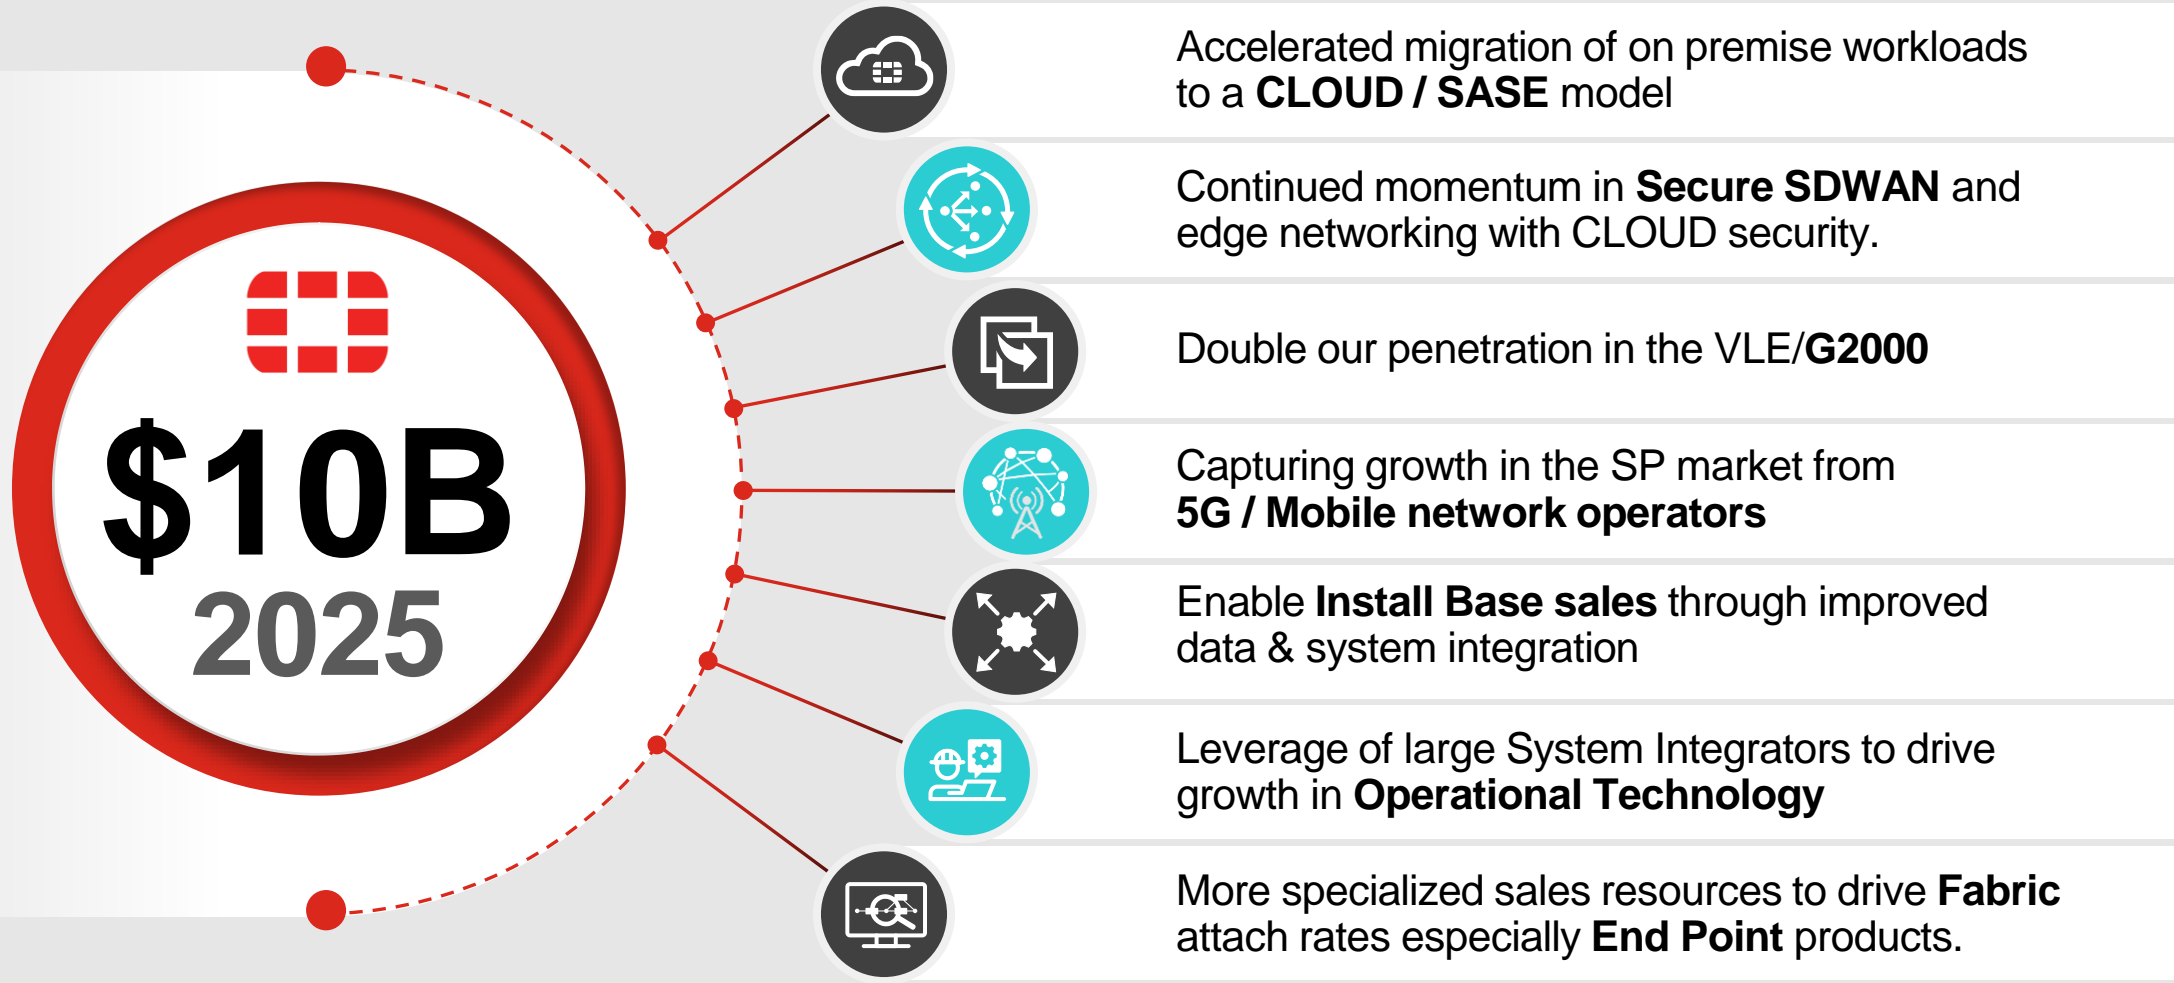 $10B
2025
Accelerated migration of on premise workloads
to a CLOUD / SASE model
Continued momentum in Secure SDWAN and
edge networking with CLOUD security.
Double our penetration in the VLE/G2000
Capturing growth in the SP market from
5G / Mobile network operators
Enable Install Base sales through improved
data & system integration
Leverage of large System Integrators to drive
growth in Operational Technology
More specialized sales resources to drive Fabric
attach rates especially End Point products.